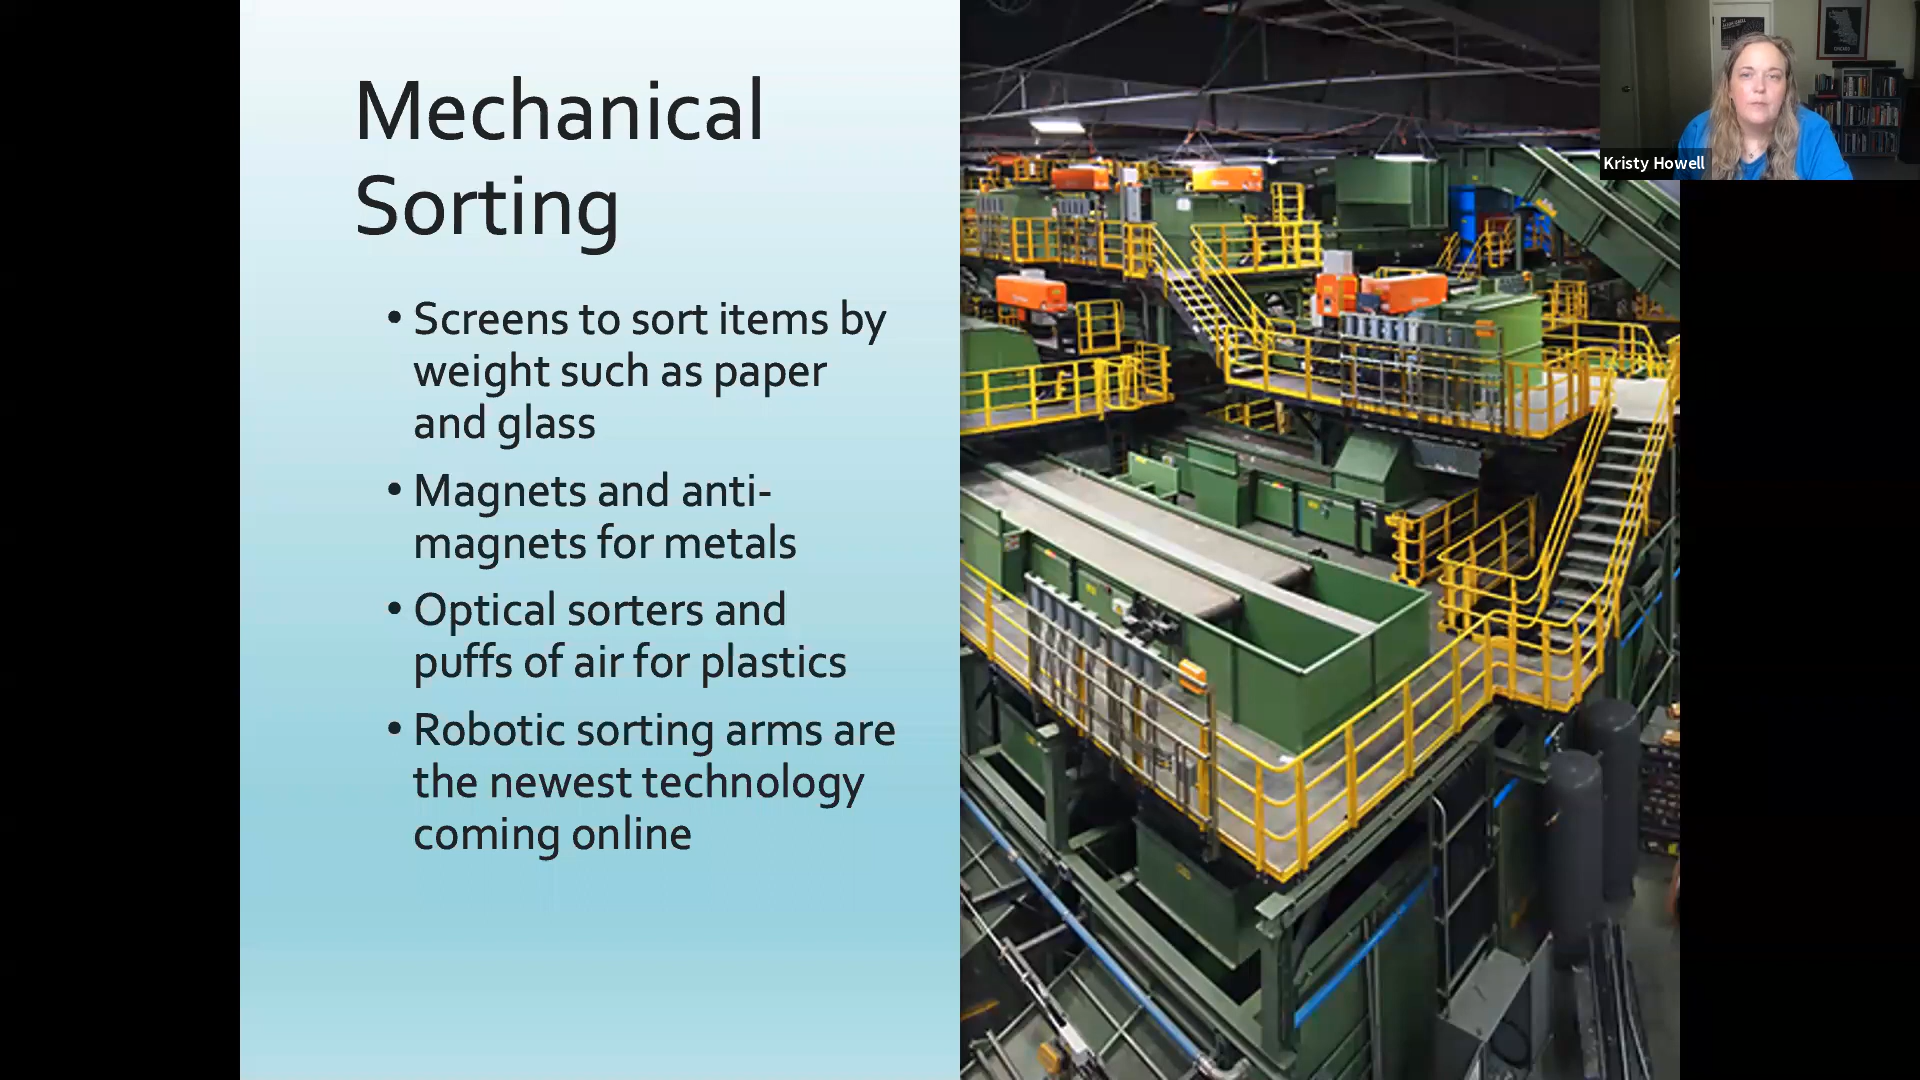 Mechanical
Sorting
• Screens to sort items by
weight such as paper
and glass
• Magnets and anti-
magnets for metals
• Optical sorters and
puffs of air for plastics
• Robotic sorting arms are
the newest technology
coming online
Kristy Howell